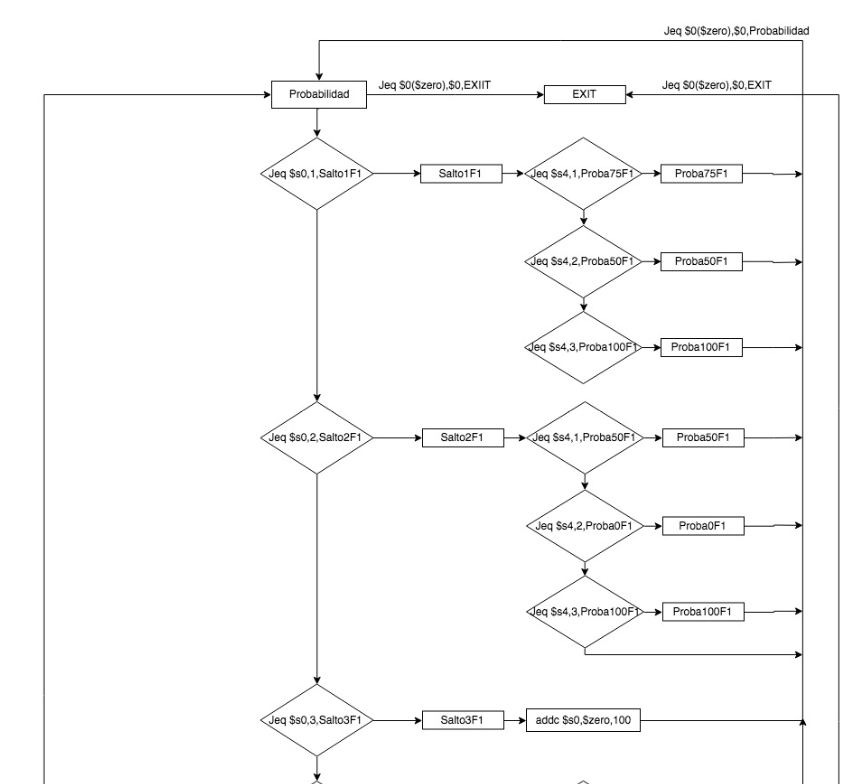 Jeq $0($zero),$0,Probabilidad
Probabilidad
Jeq $0($zero),$0,EXIIT
EXIT
Jeq $0($zero),$0,EXIT
Jeq $s0,1,Salto1F1
Salto1F1
Jeq $s4,1,Proba75F1
Proba75F1
Jeq $s4,2,Proba50F1
Proba50F1
Jeq $s4,3,Proba100F1
Proba100F1
Jeq $s0,2,Salto2F1
Salto2F1
Jeq $s4,1,Proba50F1
Proba50F1
Jeq $s4,2,Proba0F1
Proba0F1
Jeq $s4,3,Proba100F1
Proba100F1
Jeq $s0,3,Salto3F1
Salto3F1
addc $s0,$zero,100